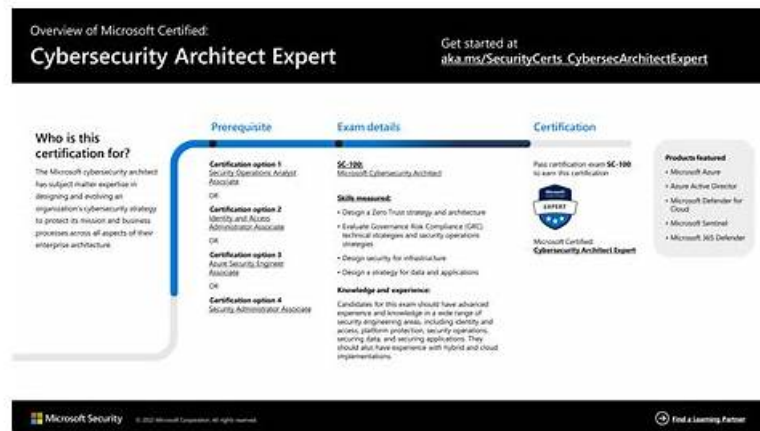 Overview of Microsoft Certified:
Cybersecurity Architect Expert
Get started at
aka.ms/SecurityCerts_CybersecArchitectExpert
Who is this
certification for?
The Microsoft cybersecurity architect
has subject matter expertise in
designing and evolving an
organization's cybersecurity strategy
to protect its mission and business
processes across all aspects of their
enterprise architecture.
Prerequisite
Certification option 1
Security Operations Analyst
Associate
OR
Certification option 2
Identity and Access
Administrator Associate
OR
Certification option 3
Azure Security Engineer
Associate
OR
Certification option 4
Security Administrator Associate
Exam details
SC-100:
Microsoft Cybersecurity Architect
Skills measured:
• Design a Zero Trust strategy and architecture
• Evaluate Governance Risk Compliance (GRC)
technical strategies and security operations
strategies
• Design security for infrastructure
• Design a strategy for data and applications
Knowledge and experience:
Candidates for this exam should have advanced
experience and knowledge in a wide range of
security engineering areas, including identity and
access, platform protection, security operations,
securing data, and securing applications. They
should also have experience with hybrid and cloud
implementations.
Certification
Pass certification exam SC-100
to earn this certification
EXPERT
Microsoft Certified:
Cybersecurity Architect Expert
Products featured
• Microsoft Azure
• Azure Active Director
• Microsoft Defender for
Cloud
• Microsoft Sentinel
• Microsoft 365 Defender
Microsoft Security
© 2022 Microsoft Corporation. All rights reserved.
Find a Learning Partner